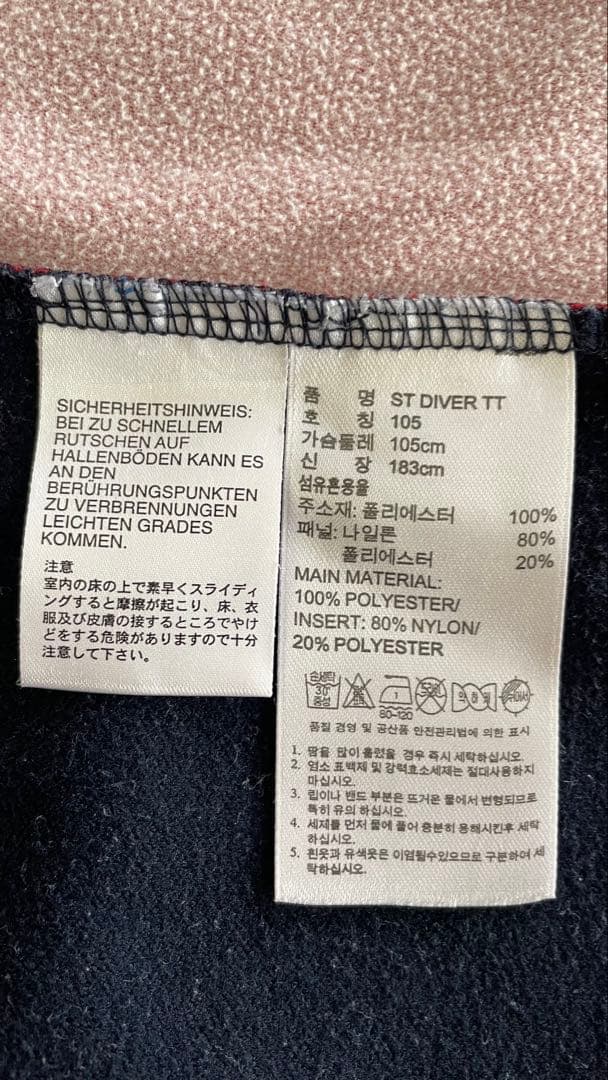 SICHERHEITSHINWEIS:
BEI ZU SCHNELLEM
RUTSCHEN AUF
HALLENBÖDEN KANN ES
AN DEN
BERÜHRUNGSPUNKTEN
ZU VERBRENNUNGEN
LEICHTEN GRADES
KOMMEN.
注意
室内の床の上で素早くスライディ
ングすると摩擦が起こり、床、衣
服及び皮膚の接するところでやけ
どをする危険がありますので十分
注意して下さい。
품 명 ST DIVER TT
호 칭 105
가슴둘레 105cm
신 장 183cm
섬유혼용율
주소재: 폴리에스터 100%
패널: 나일론 80%
폴리에스터 20%
MAIN MATERIAL:
100% POLYESTER/
INSERT: 80% NYLON/
20% POLYESTER
손세탁
30°
중성
1
80-120
품질 경영 및 공산품 안전관리법에 의한 표시
1. 땀을 많이 흘렸을 경우 즉시 세탁하십시오.
2. 염소 표백제 및 강력효소세제는 절대사용하지
마십시오.
3. 립이나 밴드 부분은 뜨거운 물에서 변형되므로
특히 유의 하십시오.
4. 세제를 먼저 물에 풀어 충분히 용해시킨후 세탁
하십시오.
5. 흰옷과 유색옷은 이염될수있으므로 구분하여 세
탁하십시오.